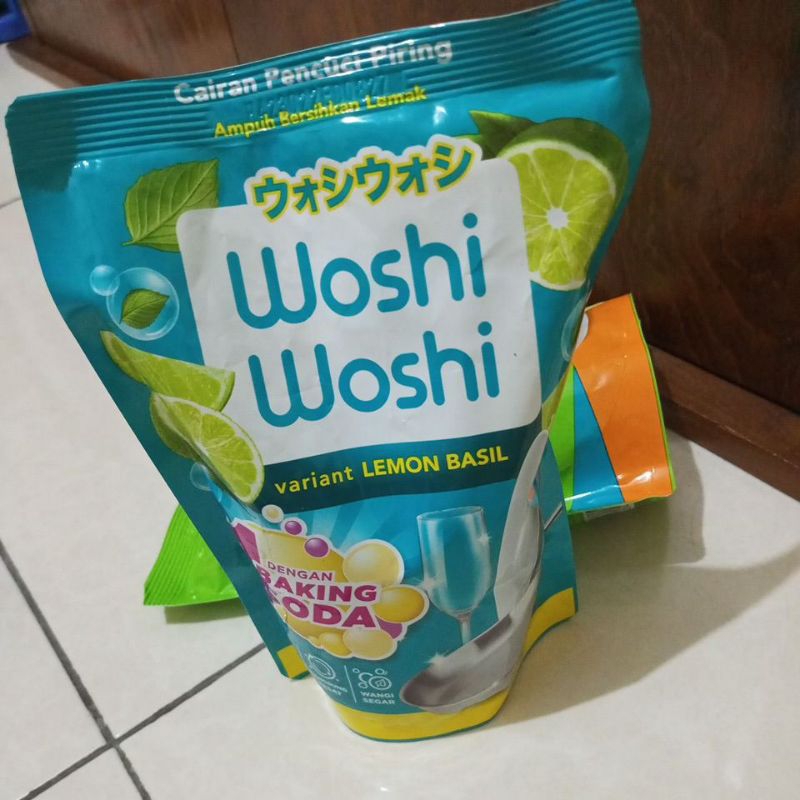 Cairan Pencuci Piring
Ampuh Bersihkan Lemak
ウォシウォシ
Woshi
Woshi
variant LEMON BASIL
DENGAN
BAKING
SODA
WANGI
SEGAR